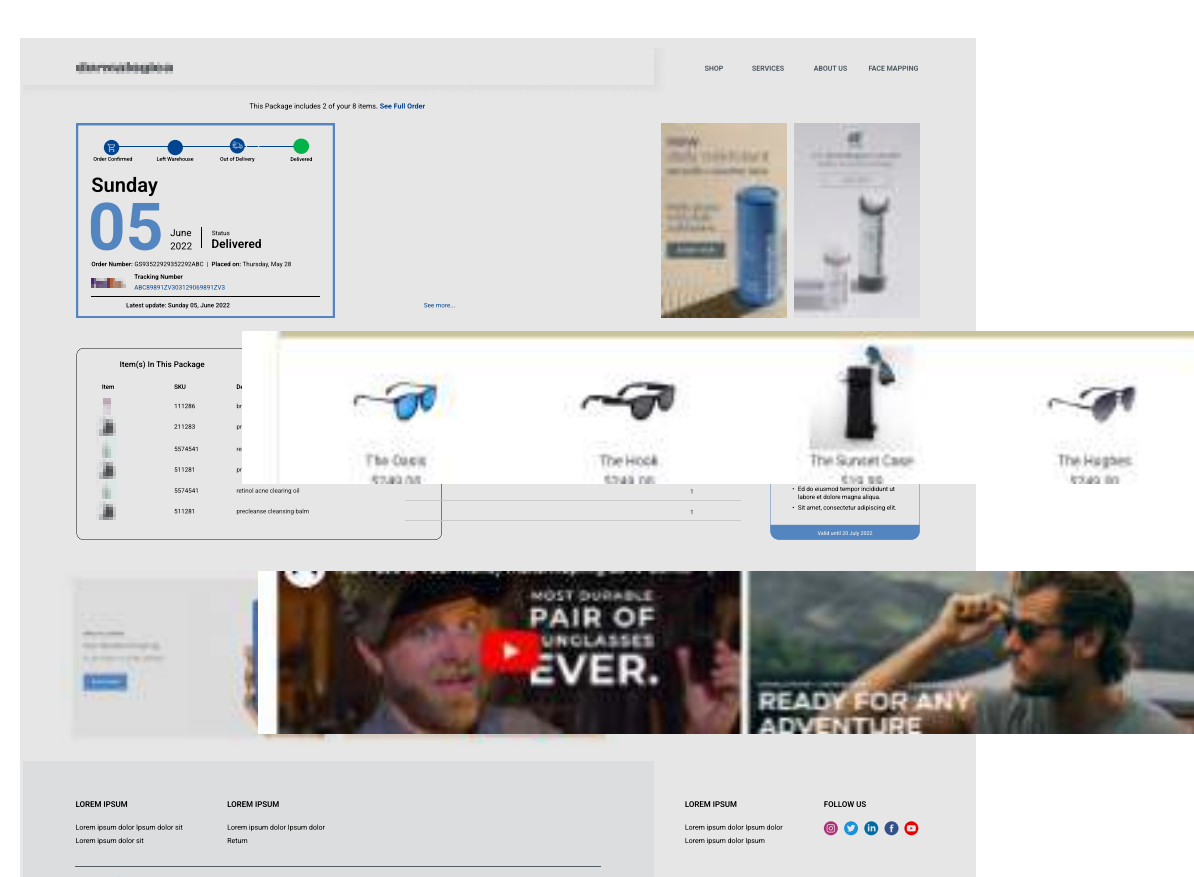 SHOP SERVICES ABOUT US FACE MAPPING
This Package includes 2 of your 8 items. See Full Order
Order Confirmed Left Warehouse Out of Delivery Delivered
Sunday
05
June
2022
Status
Delivered
Order Number: GS93522929352292ABC | Placed on: Thursday, May 28
Tracking Number
ABC89891ZV303129069891ZV3
Latest update: Sunday 05, June 2022
See more...
Item(s) In This Package
Item SKU
111286
211283
5574541
511281
5574541 retinol acne clearing oil 1
511281 precleanse cleansing balm 1
The Oasis The Hook The Sunset Case The Hughes
• Ed do eiusmod tempor incididunt ut
labore et dolore magna aliqua.
• Sit amet, consectetur adipiscing elit.
Valid until 20 July 2022
MOST DURABLE
PAIR OF
SUNGLASSES
EVER.
READY FOR ANY
ADVENTURE
LOREM IPSUM
Lorem ipsum dolor Ipsum dolor sit
Lorem ipsum dolor sit
LOREM IPSUM
Lorem ipsum dolor Ipsum dolor
Return
LOREM IPSUM
Lorem ipsum dolor Ipsum dolor
Lorem ipsum dolor Ipsum
FOLLOW US